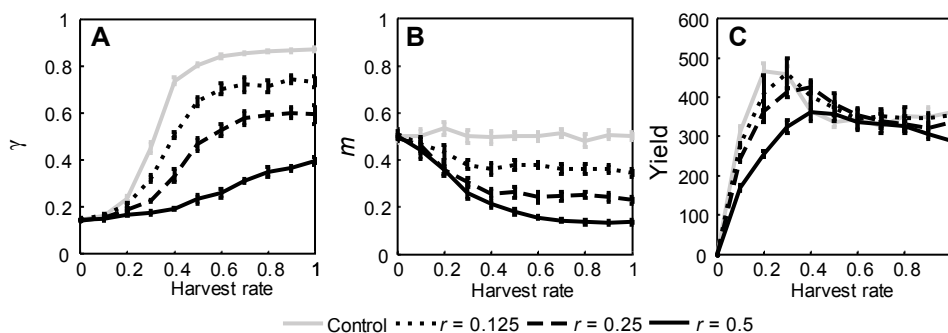 A
B
C
γ
m
Yield
1
0.8
0.6
0.4
0.2
0
1
0.8
0.6
0.4
0.2
0
600
500
400
300
200
100
0
0 0.2 0.4 0.6 0.8 1
0 0.2 0.4 0.6 0.8 1
0 0.2 0.4 0.6 0.8
Harvest rate
Harvest rate
Harvest rate
Control r = 0.125 r = 0.25 r = 0.5